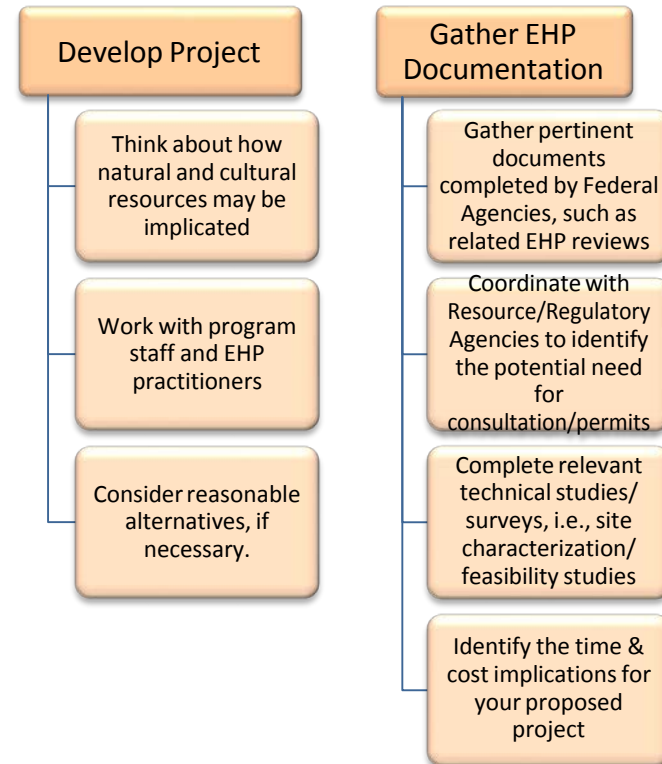 Develop Project
Think about how
natural and cultural
resources may be
implicated
Work with program
staff and EHP
practitioners
Consider reasonable
alternatives, if
necessary.
Gather EHP
Documentation
Gather pertinent
documents
completed by Federal
Agencies, such as
related EHP reviews
Coordinate with
Resource/Regulatory
Agencies to identify
the potential need
for
consultation/permits
Complete relevant
technical studies/
surveys, i.e., site
characterization/
feasibility studies
Identify the time &
cost implications for
your proposed
project